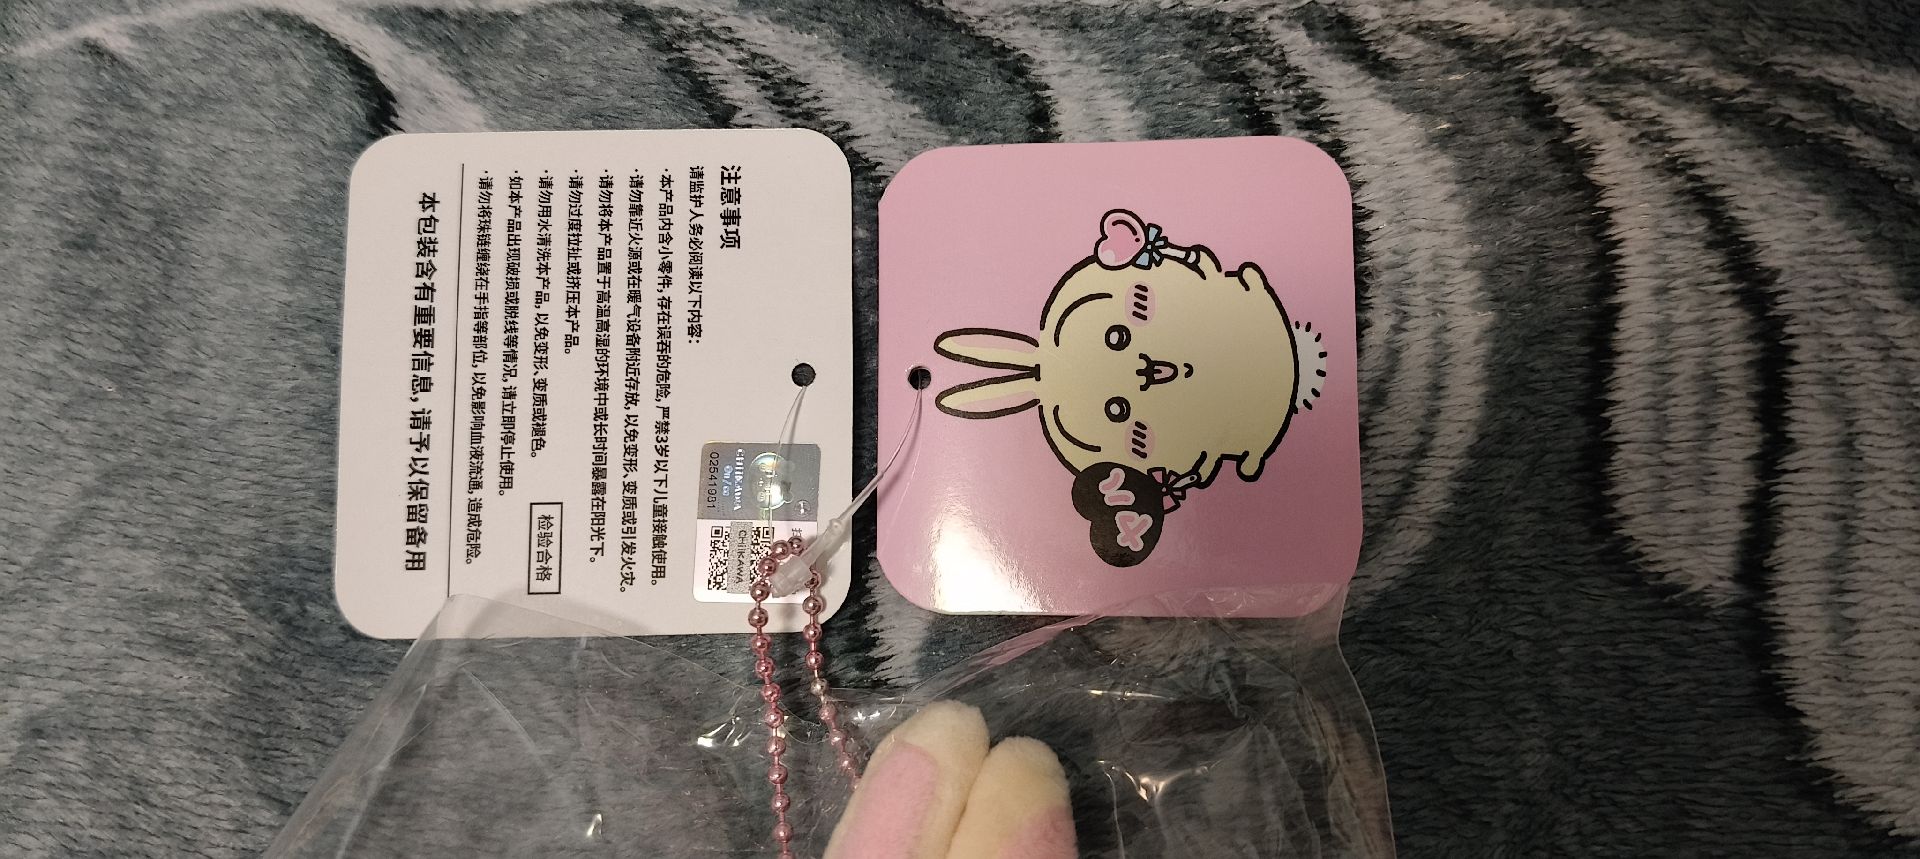 注意事项
请监护人务必阅读以下内容：
·本产品内含小零件，存在误吞的危险，严禁3岁以下儿童接触使用。
·请勿靠近火源或在暖气设备附近存放，以免变形、变质或引发火灾。
·请勿将本产品置于高温高湿的环境中或长时间暴露在阳光下。
·请勿过度拉扯或挤压本产品。
·请勿用水清洗本产品，以免变形、变质或褪色。
·如本产品出现破损或脱线等情况，请立即停止使用。
·请勿将珠链缠绕在手指等部位，以免影响血液流通，造成危险。
检验合格
本包装含有重要信息，请予以保留备用
CHIIKAWA
02541981
CHIIKAWA
ハメ